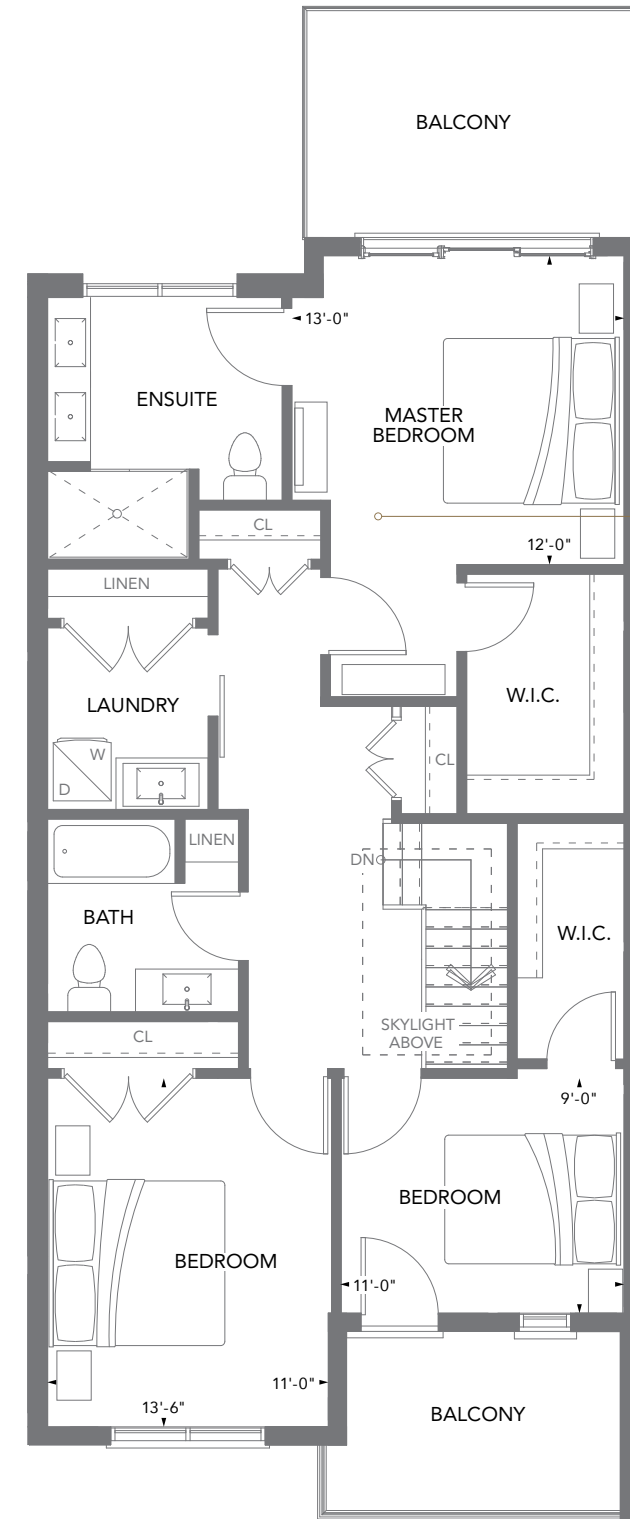 BALCONY
13'-0"
ENSUITE
MASTER
BEDROOM
CL
12'-0"
LINEN
W.I.C.
LAUNDRY
W
D
CL
LINEN
DN
BATH
W.I.C.
SKYLIGHT
ABOVE
CL
9'-0"
BEDROOM
BEDROOM
11'-0"
11'-0"
13'-6"
BALCONY